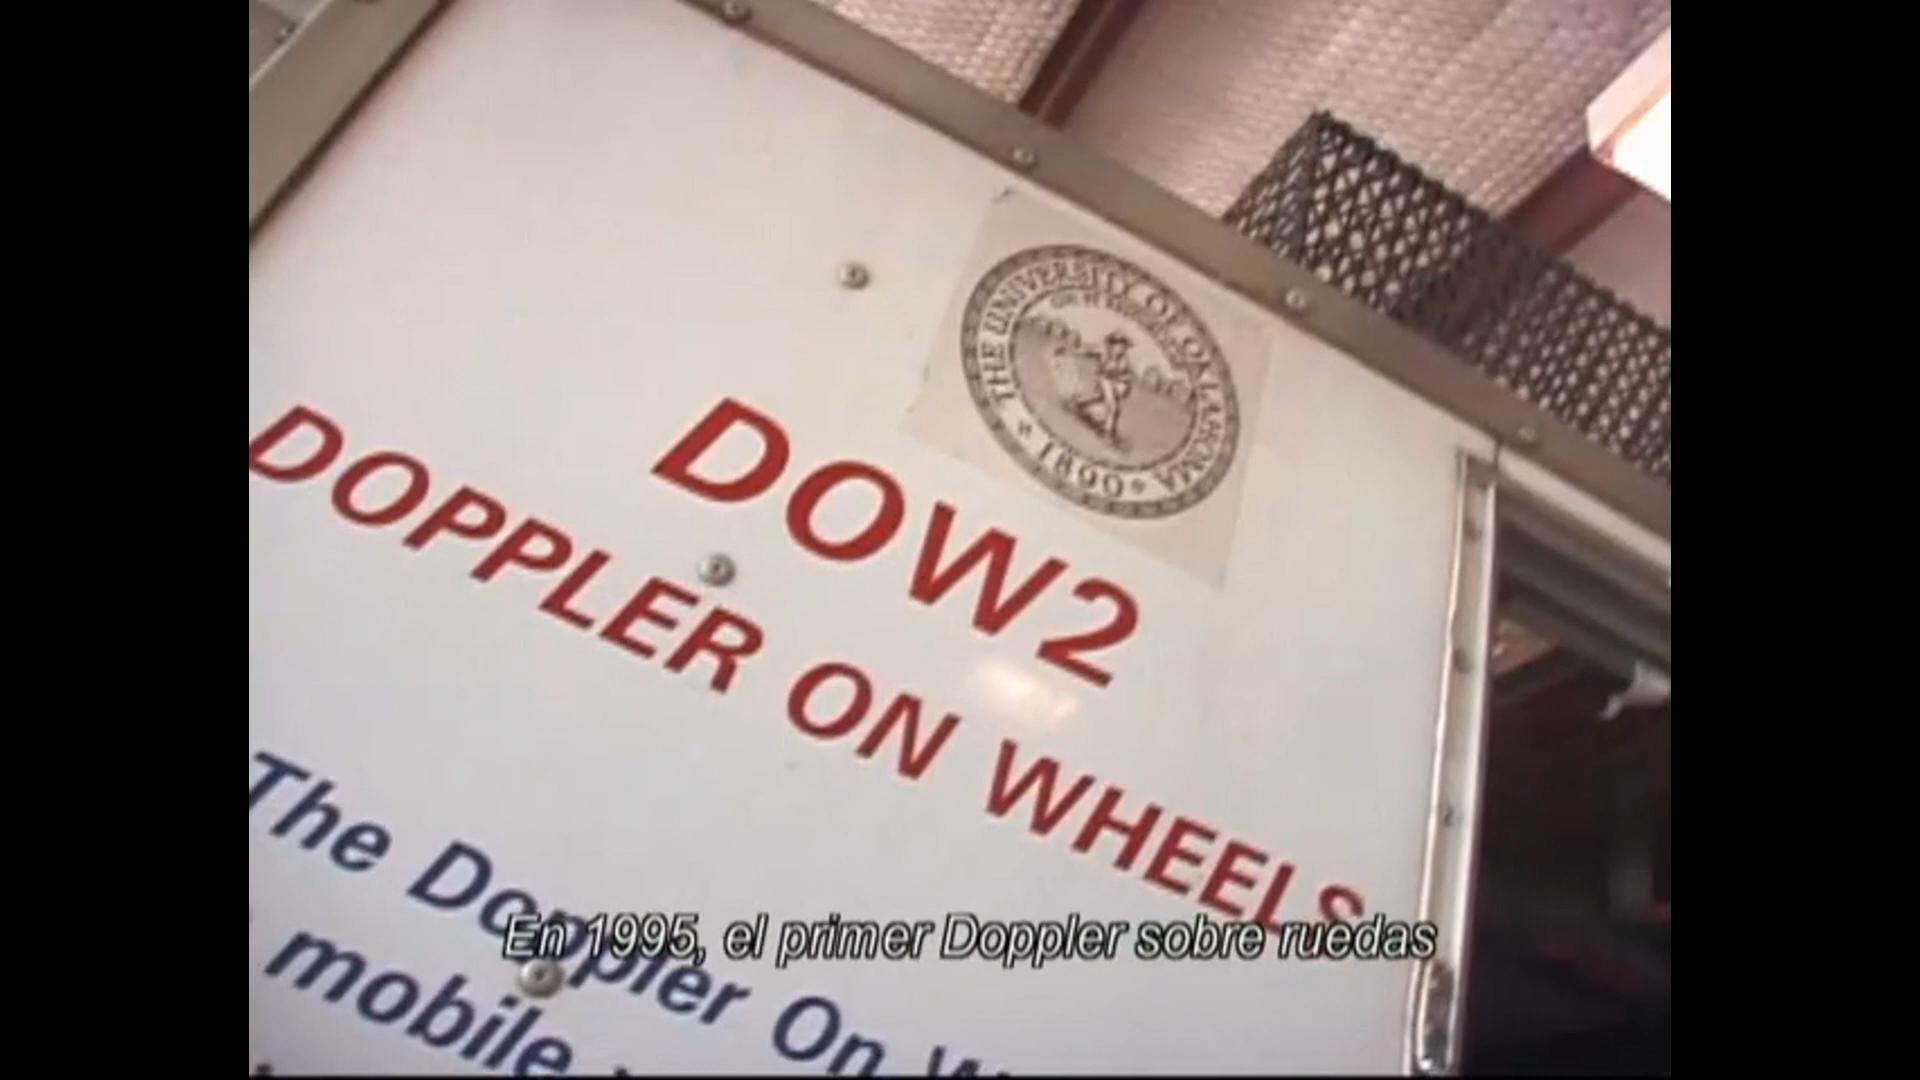 THE UNIVERSITY OF OKLAHOMA
1890
DOW2
DOPPLER ON WHEELS
The Doppler On
mobile
En 1995, el primer Doppler sobre ruedas